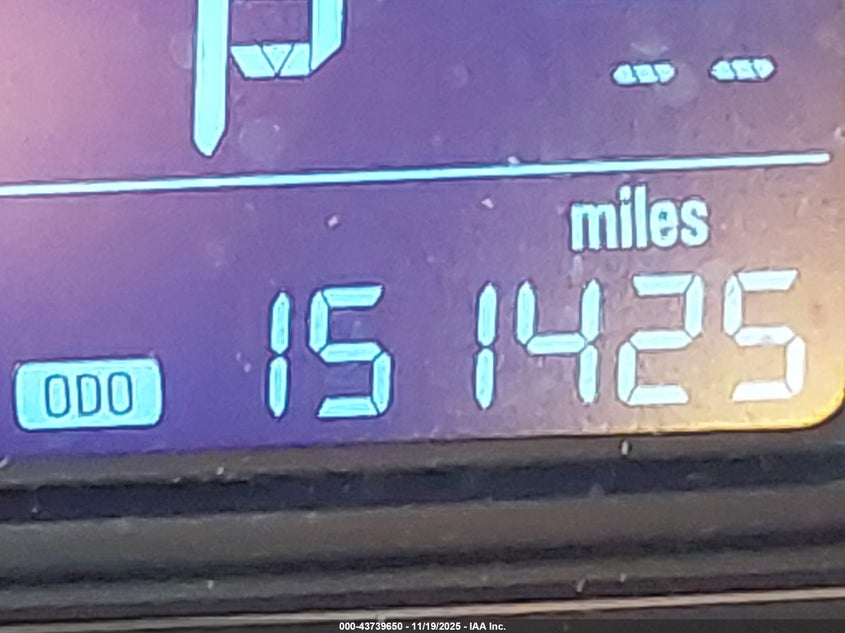 P -- --
miles
ODO 151425
000-43739650 - 11/19/2025 - IAA Inc.